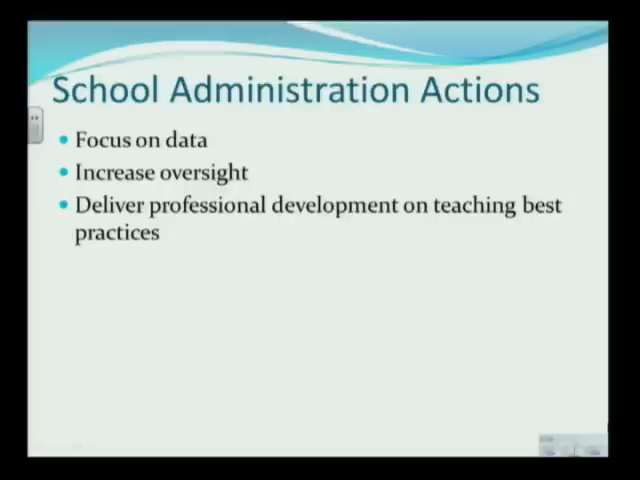 School Administration Actions
Focus on data
Increase oversight
Deliver professional development on teaching best
practices